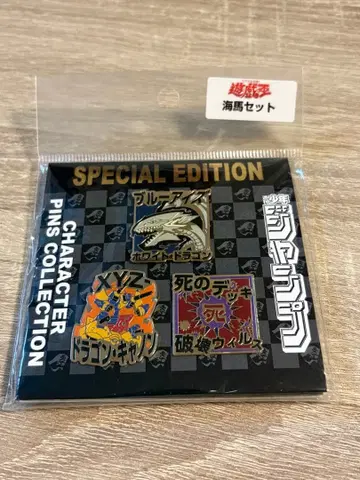 遊戯王
海馬セット
SPECIAL EDITION
ブルーアイズ
ホワイト・ドラゴン
XYZ
ドラゴン・キャノン
死のデッキ
死
破壊ウィルス
CHARACTER
PINS COLLECTION
少年
ジャンプ